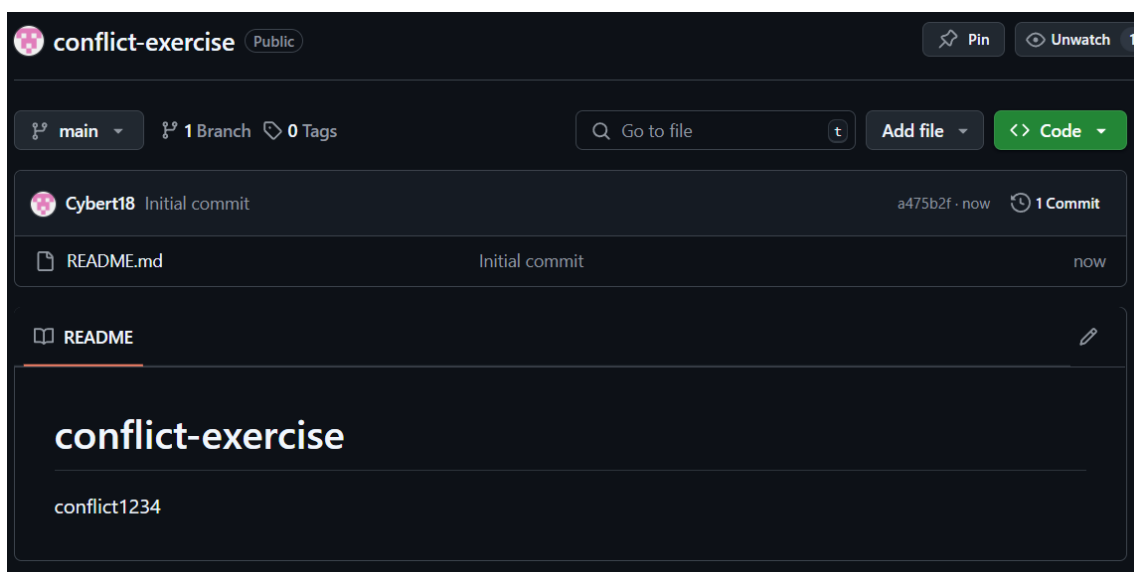 conflict-exercise Public Pin Unwatch 1
main 1 Branch 0 Tags Go to file t Add file Code
Cybert18 Initial commit a475b2f · now 1 Commit
README.md Initial commit now
README
conflict-exercise
conflict1234